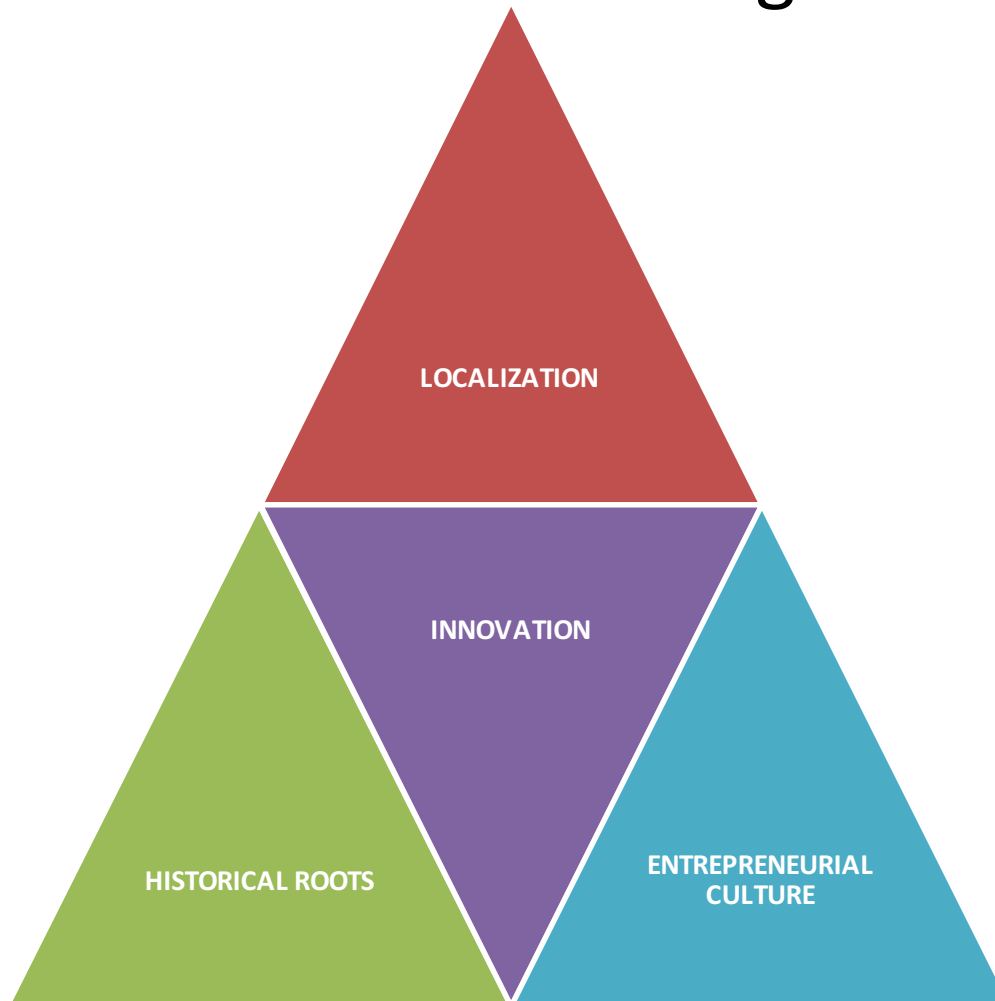 LOCALIZATION
INNOVATION
HISTORICAL ROOTS
ENTREPRENEURIAL
CULTURE